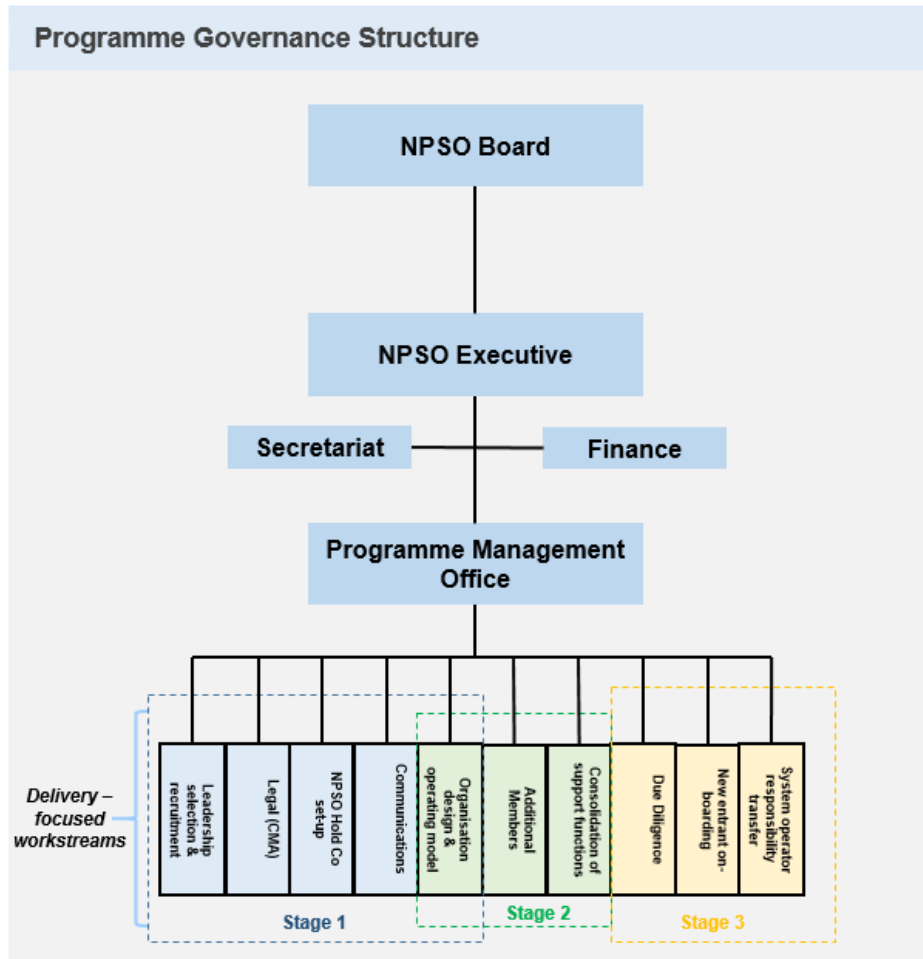 Programme Governance Structure
NPSO Board
NPSO Executive
Secretariat
Finance
Programme Management
Office
Delivery –
focused
workstreams
Leadership
selection &
recruitment
Legal (CMA)
NPSO Hold Co
set-up
Communications
Organisation
design &
operating model
Additional
Members
Consolidation of
support functions
Due Diligence
New entrant on-
boarding
System operator
responsibility
transfer
Stage 1
Stage 2
Stage 3